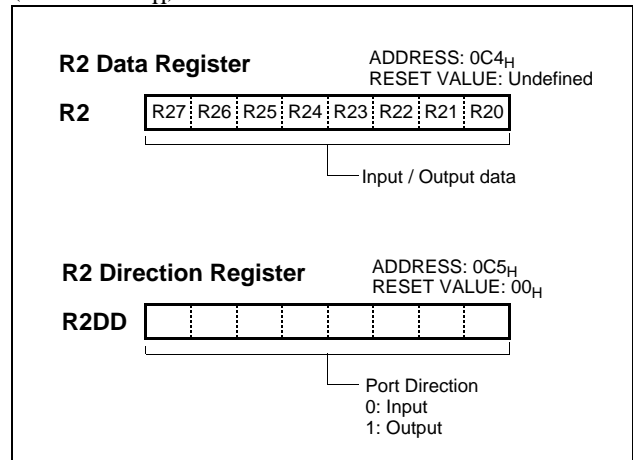 R2 Data Register
ADDRESS: 0C4H
RESET VALUE: Undefined
R2
R27 R26 R25 R24 R23 R22 R21 R20
Input / Output data
R2 Direction Register
ADDRESS: 0C5H
RESET VALUE: 00H
R2DD
Port Direction
0: Input
1: Output